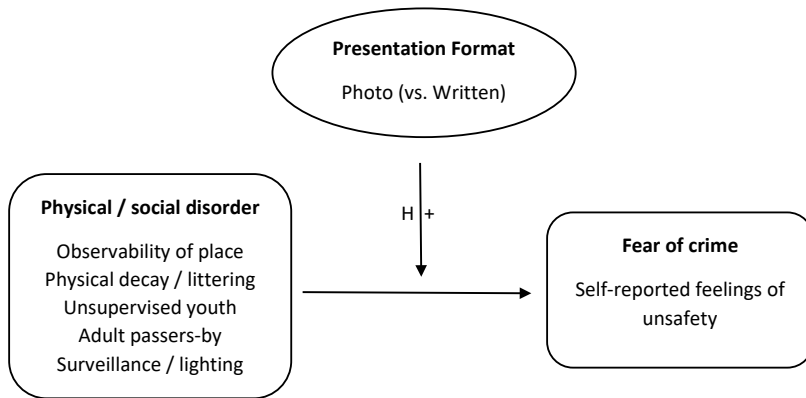 Presentation Format
Photo (vs. Written)
H +
Physical / social disorder
Observability of place
Physical decay / littering
Unsupervised youth
Adult passers-by
Surveillance / lighting
Fear of crime
Self-reported feelings of
unsafety